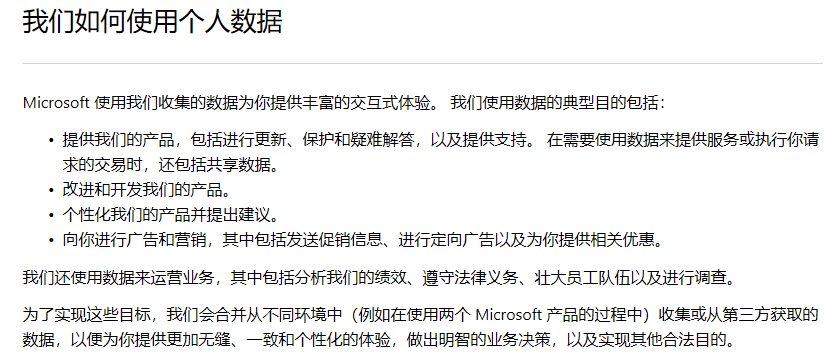 我们如何使用个人数据
Microsoft 使用我们收集的数据为你提供丰富的交互式体验。 我们使用数据的典型目的包括：
• 提供我们的产品，包括进行更新、保护和疑难解答，以及提供支持。 在需要使用数据来提供服务或执行你请
求的交易时，还包括共享数据。
• 改进和开发我们的产品。
• 个性化我们的产品并提出建议。
• 向你进行广告和营销，其中包括发送促销信息、进行定向广告以及为你提供相关优惠。
我们还使用数据来运营业务，其中包括分析我们的绩效、遵守法律义务、壮大员工队伍以及进行调查。
为了实现这些目标，我们会合并从不同环境中（例如在使用两个 Microsoft 产品的过程中）收集或从第三方获取的
数据，以便为你提供更加无缝、一致和个性化的体验，做出明智的业务决策，以及实现其他合法目的。